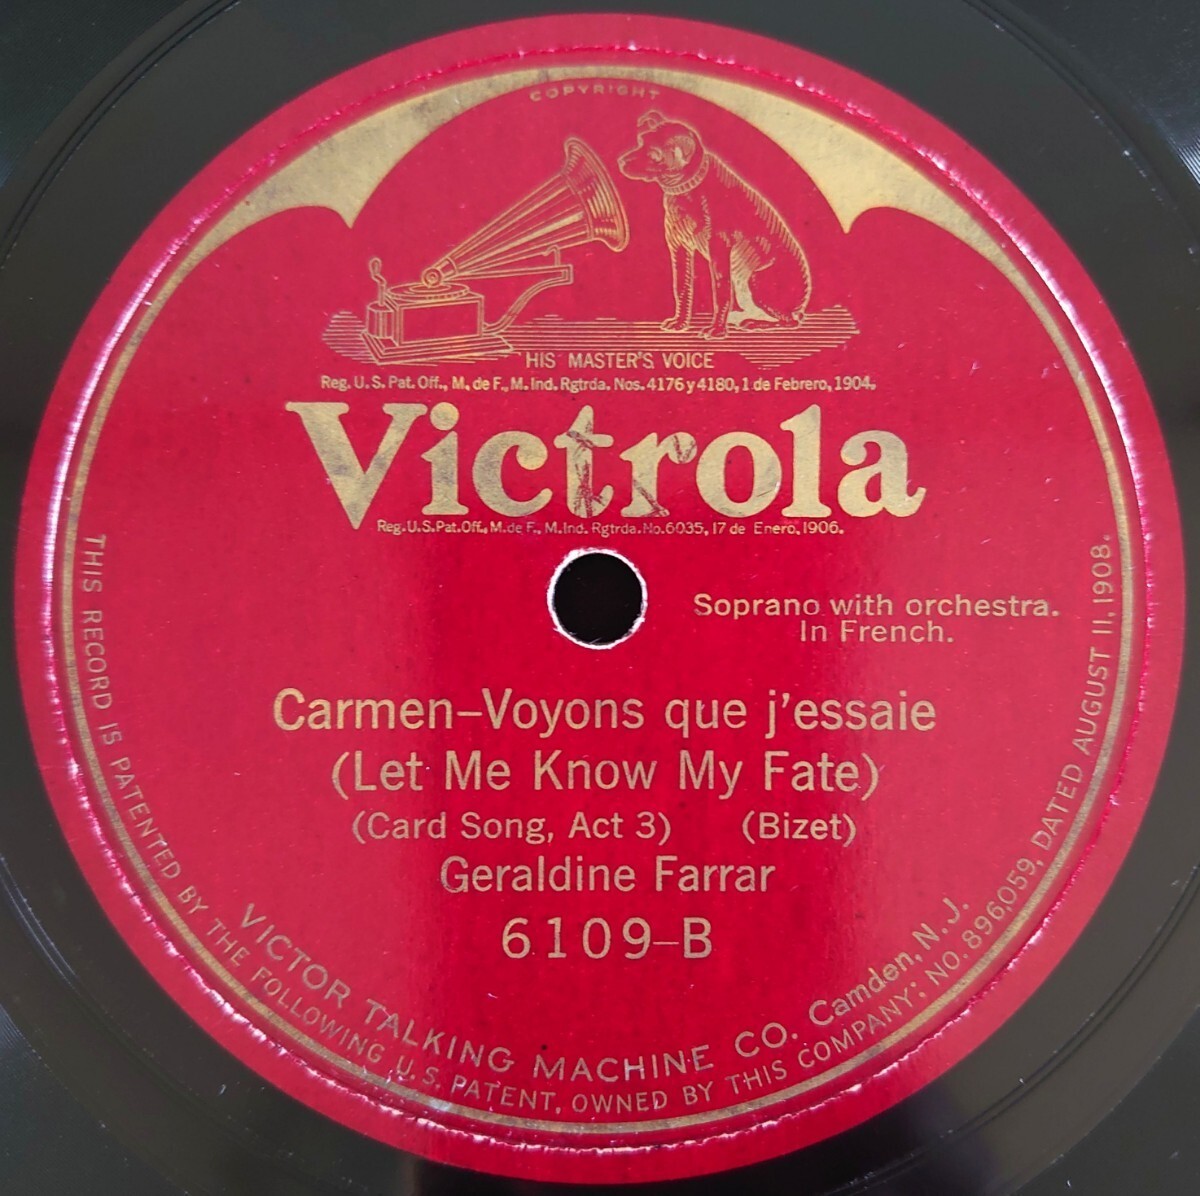 COPYRIGHT
HIS MASTER'S VOICE
Reg. U.S. Pat. Off., M. de F., M. Ind. Rgtrda. Nos. 4176 y 4180, 1 de Febrero, 1904.
Victrola
Reg. U.S. Pat. Off., M. de F., M. Ind. Rgtrda. No. 6035, 17 de Enero, 1906.
Soprano with orchestra.
In French.
Carmen–Voyons que j'essaie
(Let Me Know My Fate)
(Card Song, Act 3) (Bizet)
Geraldine Farrar
6109–B
VICTOR TALKING MACHINE CO. Camden, N.J.
THIS RECORD IS PATENTED BY THE FOLLOWING U.S. PATENT, OWNED BY THIS COMPANY: NO. 896,059, DATED AUGUST 11, 1908.